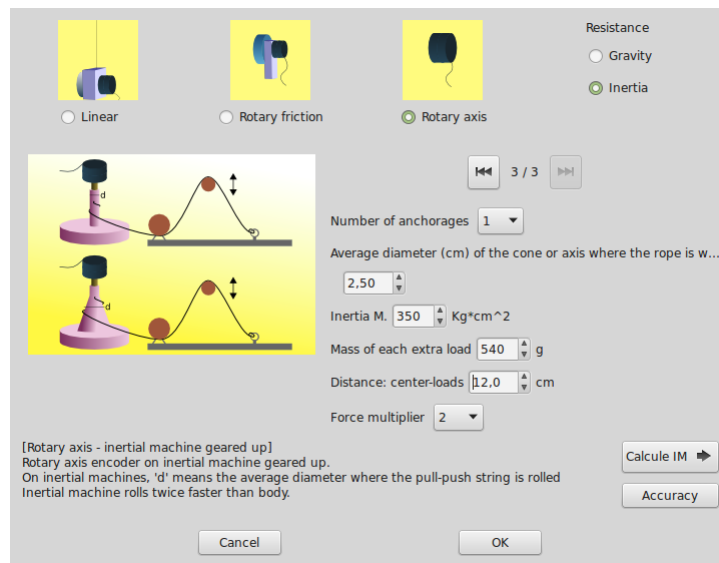 Resistance
Gravity
Inertia
Linear
Rotary friction
Rotary axis
d
d
3 / 3
Number of anchorages 1
Average diameter (cm) of the cone or axis where the rope is w...
2,50
Inertia M. 350 Kg*cm^2
Mass of each extra load 540 g
Distance: center-loads 12,0 cm
Force multiplier 2
[Rotary axis - inertial machine geared up]
Rotary axis encoder on inertial machine geared up.
On inertial machines, 'd' means the average diameter where the pull-push string is rolled
Inertial machine rolls twice faster than body.
Calcule IM
Accuracy
Cancel
OK